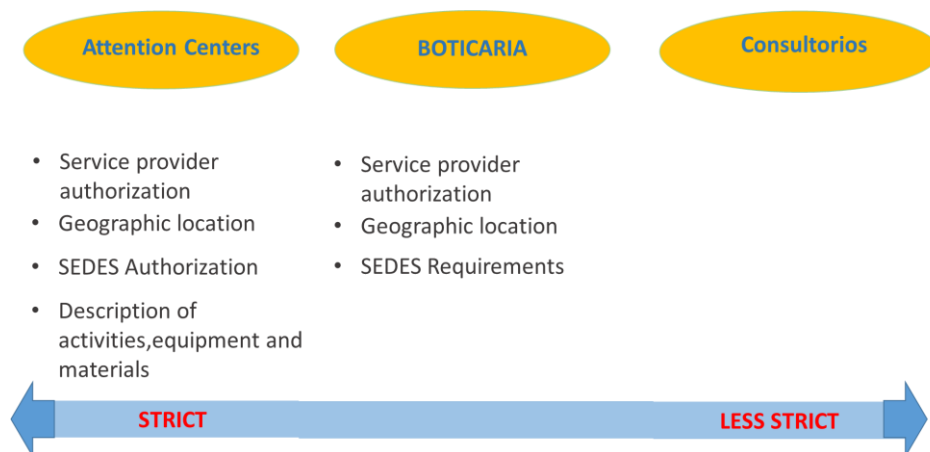 Attention Centers
BOTICARIA
Consultorios
• Service provider
authorization
• Geographic location
• SEDES Authorization
• Description of
activities,equipment and
materials
• Service provider
authorization
• Geographic location
• SEDES Requirements
STRICT
LESS STRICT